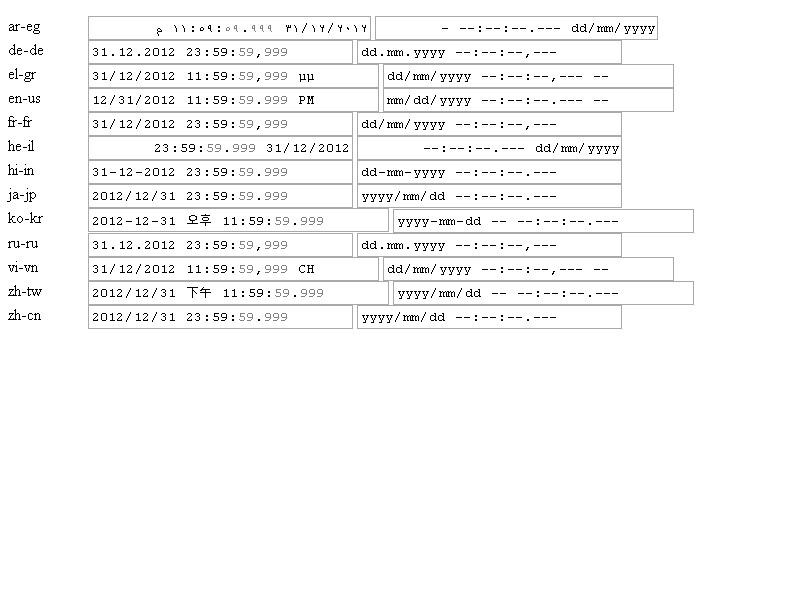 ar-eg ٣١/١٢/٢٠١٢ ١١:٥٩:٥٩.٩٩٩ م - --:--:--.--- dd/mm/yyyy
de-de 31.12.2012 23:59:59,999 dd.mm.yyyy --:--:--,---
el-gr 31/12/2012 11:59:59,999 μμ dd/mm/yyyy --:--:--,--- --
en-us 12/31/2012 11:59:59.999 PM mm/dd/yyyy --:--:--.--- --
fr-fr 31/12/2012 23:59:59,999 dd/mm/yyyy --:--:--,---
he-il 23:59:59.999 31/12/2012 --:--:--.--- dd/mm/yyyy
hi-in 31-12-2012 23:59:59.999 dd-mm-yyyy --:--:--.---
ja-jp 2012/12/31 23:59:59.999 yyyy/mm/dd --:--:--.---
ko-kr 2012-12-31 오후 11:59:59.999 yyyy-mm-dd -- --:--:--.---
ru-ru 31.12.2012 23:59:59,999 dd.mm.yyyy --:--:--,---
vi-vn 31/12/2012 11:59:59,999 CH dd/mm/yyyy --:--:--,--- --
zh-tw 2012/12/31 下午 11:59:59.999 yyyy/mm/dd -- --:--:--.---
zh-cn 2012/12/31 23:59:59.999 yyyy/mm/dd --:--:--.---